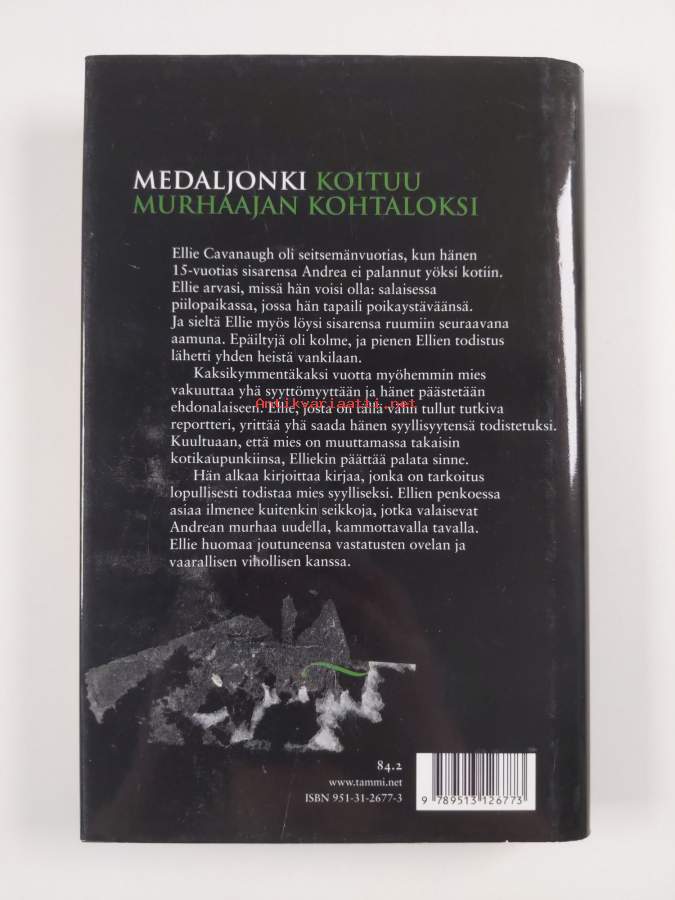 MEDALJONKI KOITUU
MURHAAJAN KOHTALOKSI
Ellie Cavanaugh oli seitsemänvuotias, kun hänen
15-vuotias sisarensa Andrea ei palannut yöksi kotiin.
Ellie arvasi, missä hän voisi olla: salaisessa
piilopaikassa, jossa hän tapaili poikaystäväänsä.
Ja sieltä Ellie myös löysi sisarensa ruumiin seuraavana
aamuna. Epäiltyjä oli kolme, ja pienen Ellien todistus
lähetti yhden heistä vankilaan.
Kaksikymmentäkaksi vuotta myöhemmin mies
vakuuttaa yhä syyttömyyttään ja hänet päästetään
Antikvariaatti.net
ehdonalaiseen. Ellie, josta on tällä välin tullut tutkiva
reportteri, yrittää yhä saada hänen syyllisyytensä todistetuksi.
Kuultuaan, että mies on muuttamassa takaisin
kotikaupunkiinsa, Elliekin päättää palata sinne.
Hän alkaa kirjoittaa kirjaa, jonka on tarkoitus
lopullisesti todistaa mies syylliseksi. Ellien penkoessa
asiaa ilmenee kuitenkin seikkoja, jotka valaisevat
Andrean murhaa uudella, kammottavalla tavalla.
Ellie huomaa joutuneensa vastatusten ovelan ja
vaarallisen vihollisen kanssa.
84.2
www.tammi.net
ISBN 951-31-2677-3
9 789513 126773